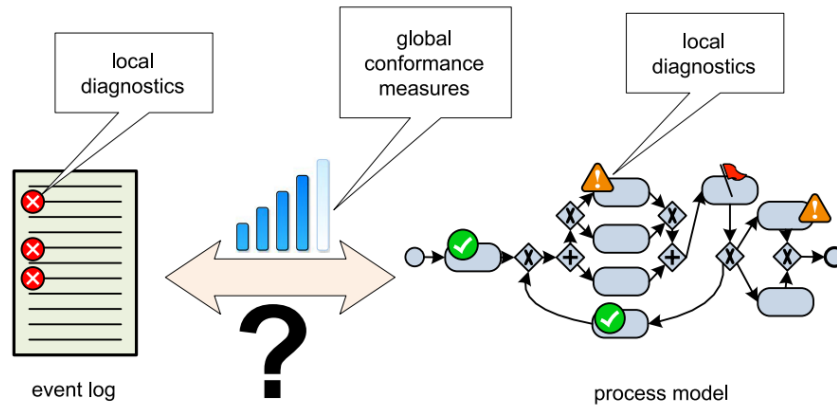 local
diagnostics
global
conformance
measures
local
diagnostics
?
event log
process model